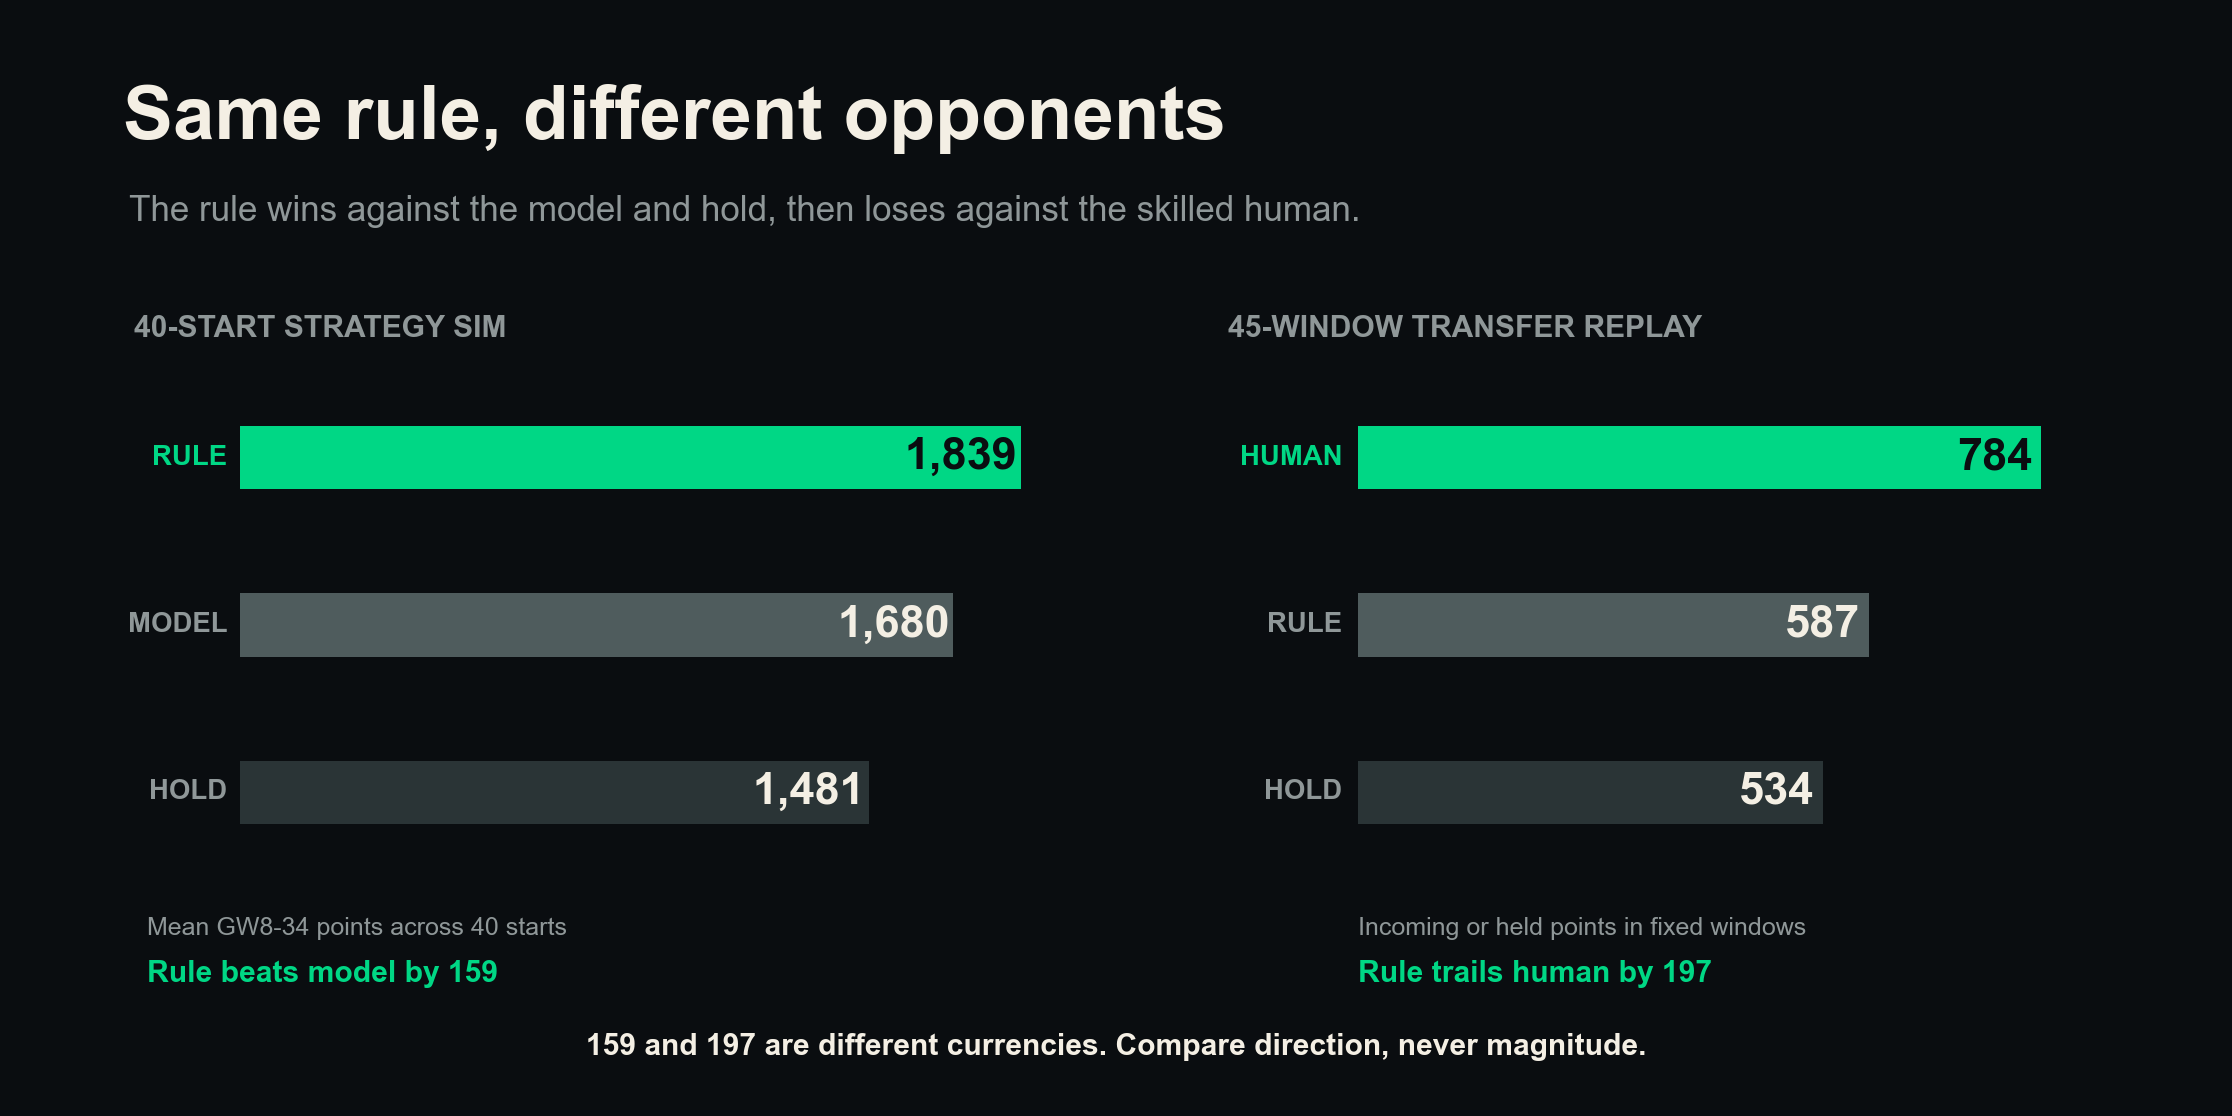 Same rule, different opponents
The rule wins against the model and hold, then loses against the skilled human.
40-START STRATEGY SIM
RULE 1,839
MODEL 1,680
HOLD 1,481
Mean GW8-34 points across 40 starts
Rule beats model by 159
45-WINDOW TRANSFER REPLAY
HUMAN 784
RULE 587
HOLD 534
Incoming or held points in fixed windows
Rule trails human by 197
159 and 197 are different currencies. Compare direction, never magnitude.